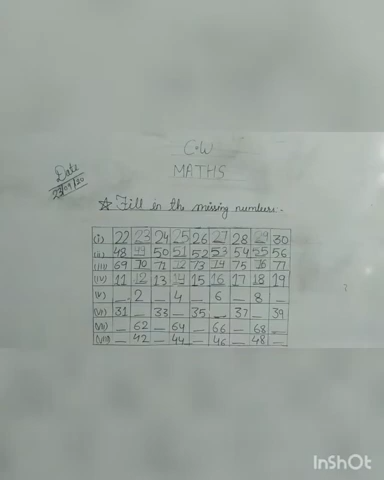 C.W
MATHS
Date
23/09/20
☆ Fill in the missing numbers.
(i) 22 23 24 25 26 27 28 29 30
(ii) 48 49 50 51 52 53 54 55 56
(iii) 69 70 71 72 73 74 75 76 77
(iv) 11 12 13 14 15 16 17 18 19
(v) _ 2 _ 4 _ 6 _ 8 _
(vi) 31 _ 33 _ 35 _ 37 _ 39
(vii) _ 62 _ 64 _ 66 _ 68 _
(viii) _ 42 _ 44 _ 46 _ 48 _
InShOt